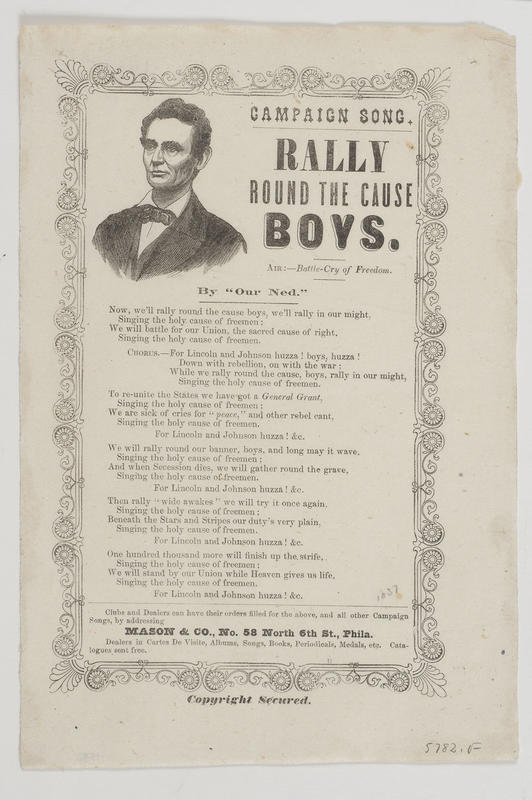 CAMPAIGN SONG.
RALLY
ROUND THE CAUSE
BOYS.
AIR:—Battle-Cry of Freedom.
By "Our Ned."
Now, we'll rally round the cause boys, we'll rally in our might,
Singing the holy cause of freemen;
We will battle for our Union, the sacred cause of right,
Singing the holy cause of freemen.
CHORUS.—For Lincoln and Johnson huzza! boys, huzza!
Down with rebellion, on with the war;
While we rally round the cause, boys, rally in our might,
Singing the holy cause of freemen.
To re-unite the States we have got a General Grant,
Singing the holy cause of freemen;
We are sick of cries for "peace," and other rebel cant,
Singing the holy cause of freemen.
For Lincoln and Johnson huzza! &c.
We will rally round our banner, boys, and long may it wave,
Singing the holy cause of freemen;
And when Secession dies, we will gather round the grave,
Singing the holy cause of freemen.
For Lincoln and Johnson huzza! &c.
Then rally "wide awakes" we will try it once again,
Singing the holy cause of freemen;
Beneath the Stars and Stripes our duty's very plain,
Singing the holy cause of freemen.
For Lincoln and Johnson huzza! &c.
One hundred thousand more will finish up the strife,
Singing the holy cause of freemen;
We will stand by our Union while Heaven gives us life,
Singing the holy cause of freemen.
For Lincoln and Johnson huzza! &c.
Clubs and Dealers can have their orders filled for the above, and all other Campaign
Songs, by addressing
MASON & CO., No. 58 North 6th St., Phila.
Dealers in Cartes De Visite, Albums, Songs, Books, Periodicals, Medals, etc. Cata-
logues sent free.
Copyright Secured.
5782.F